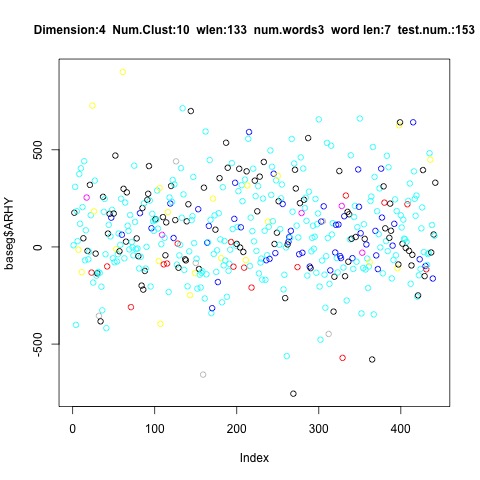 Dimension:4 Num.Clust:10 wlen:133 num.words3 word len:7 test.num.:153
baseg$ARHY
500
0
-500
0 100 200 300 400
Index